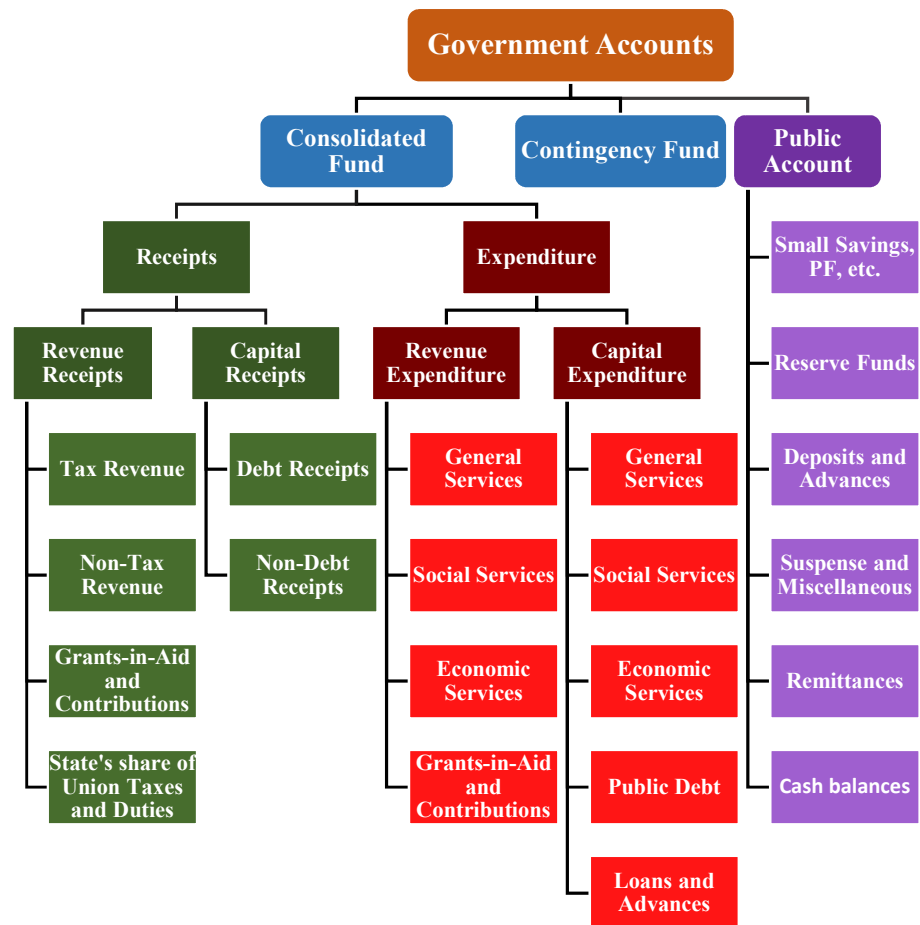 Government Accounts
Consolidated
Fund
Contingency Fund
Public
Account
Receipts
Expenditure
Revenue
Receipts
Capital
Receipts
Revenue
Expenditure
Capital
Expenditure
Tax Revenue
Non-Tax
Revenue
Grants-in-Aid
and
Contributions
State's share of
Union Taxes
and Duties
Debt Receipts
Non-Debt
Receipts
General
Services
Social Services
Economic
Services
Grants-in-Aid
and
Contributions
General
Services
Social Services
Economic
Services
Public Debt
Loans and
Advances
Small Savings,
PF, etc.
Reserve Funds
Deposits and
Advances
Suspense and
Miscellaneous
Remittances
Cash balances